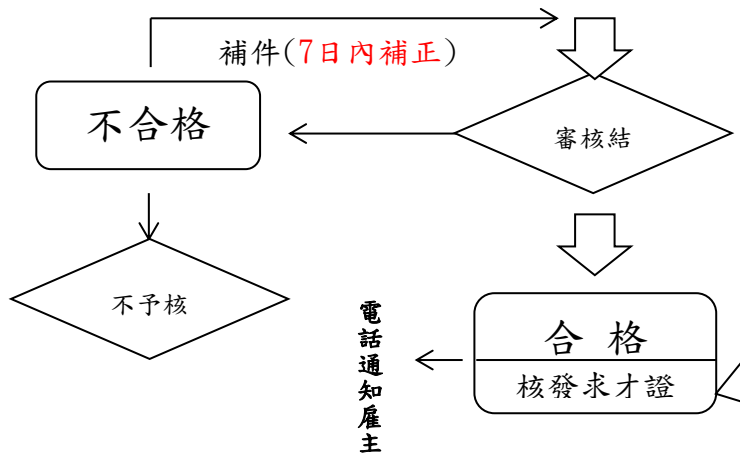 補件(7日內補正)
不合格
審核結
不予核
電話通知雇主
合 格
核發求才證